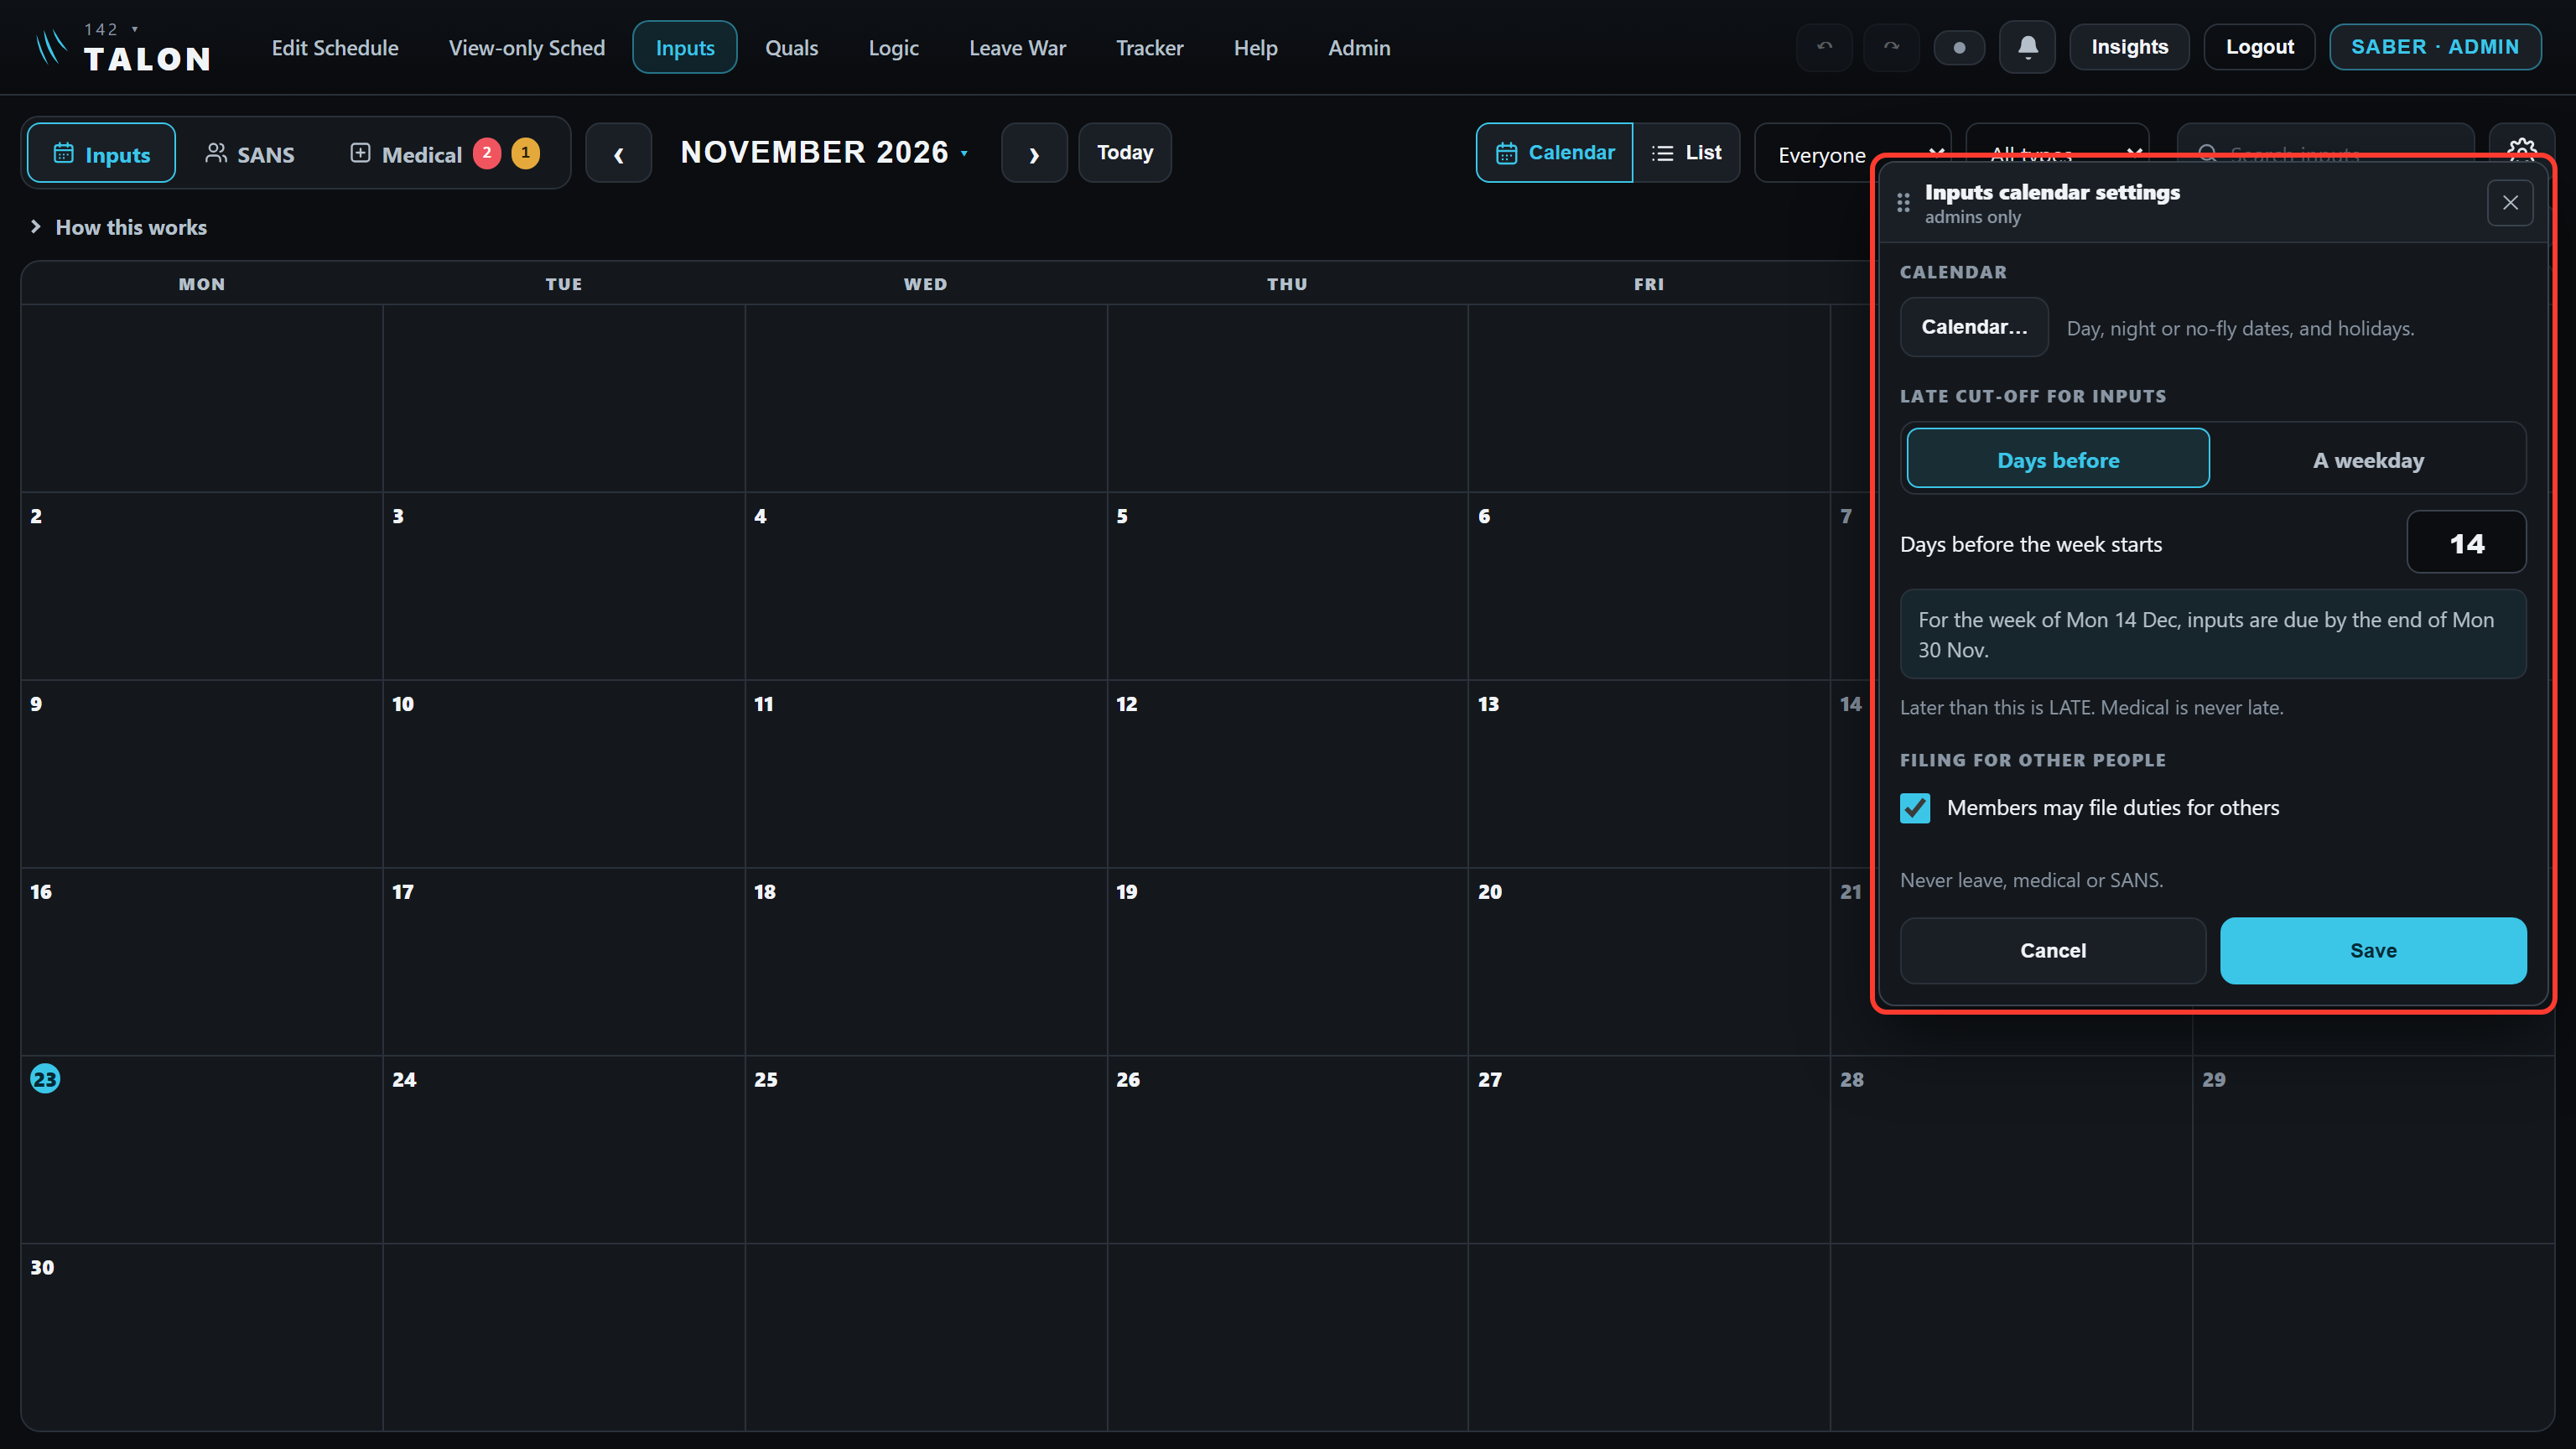 142 ▾
TALON
Edit Schedule
View-only Sched
Inputs
Quals
Logic
Leave War
Tracker
Help
Admin
Insights
Logout
SABER · ADMIN
Inputs
SANS
Medical 2 1
‹
NOVEMBER 2026 ▾
›
Today
Calendar
List
Everyone
All types
Search inputs
How this works
MON TUE WED THU FRI
2 3 4 5 6 7
9 10 11 12 13 14
16 17 18 19 20 21
23 24 25 26 27 28 29
30
Inputs calendar settings
admins only
CALENDAR
Calendar...
Day, night or no-fly dates, and holidays.
LATE CUT-OFF FOR INPUTS
Days before
A weekday
Days before the week starts
14
For the week of Mon 14 Dec, inputs are due by the end of Mon
30 Nov.
Later than this is LATE. Medical is never late.
FILING FOR OTHER PEOPLE
Members may file duties for others
Never leave, medical or SANS.
Cancel
Save